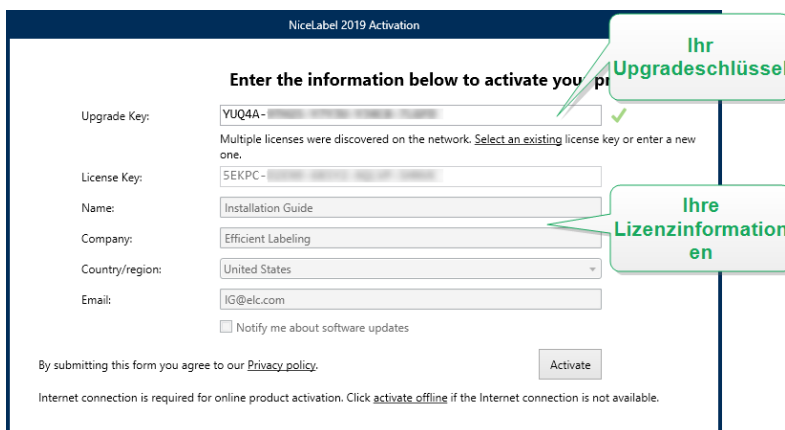 NiceLabel 2019 Activation
Ihr
Upgradeschlüssel
Enter the information below to activate your pr
Upgrade Key:
YUQ4A-
Multiple licenses were discovered on the network. Select an existing license key or enter a new
one.
License Key:
5EKPC-
Name:
Installation Guide
Ihre
Lizenzinformation
en
Company:
Efficient Labeling
Country/region:
United States
Email:
IG@elc.com
Notify me about software updates
By submitting this form you agree to our Privacy policy.
Activate
Internet connection is required for online product activation. Click activate offline if the Internet connection is not available.